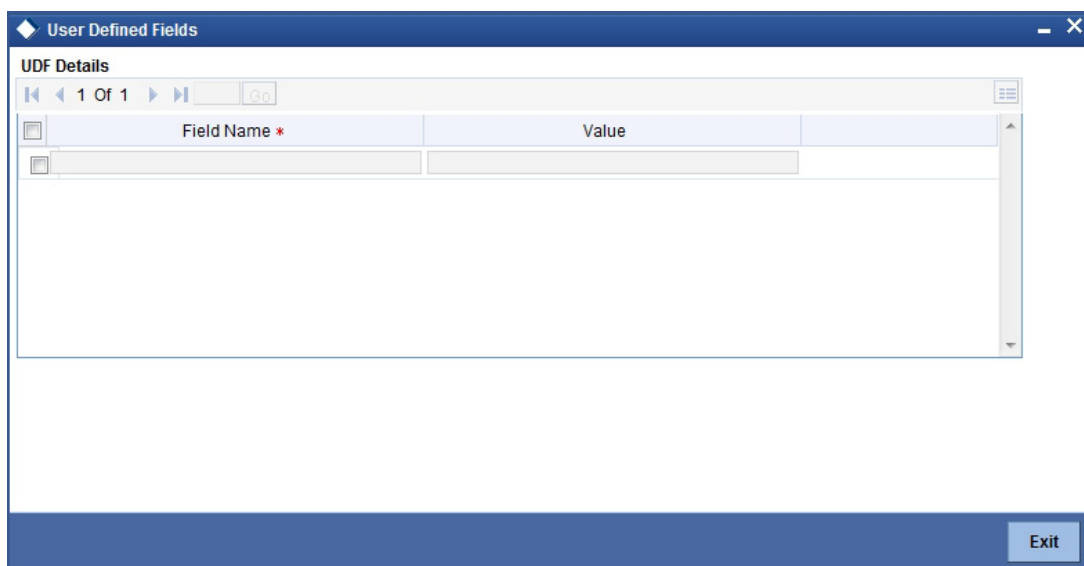 User Defined Fields
UDF Details
1 Of 1 Go
Field Name * Value
Exit